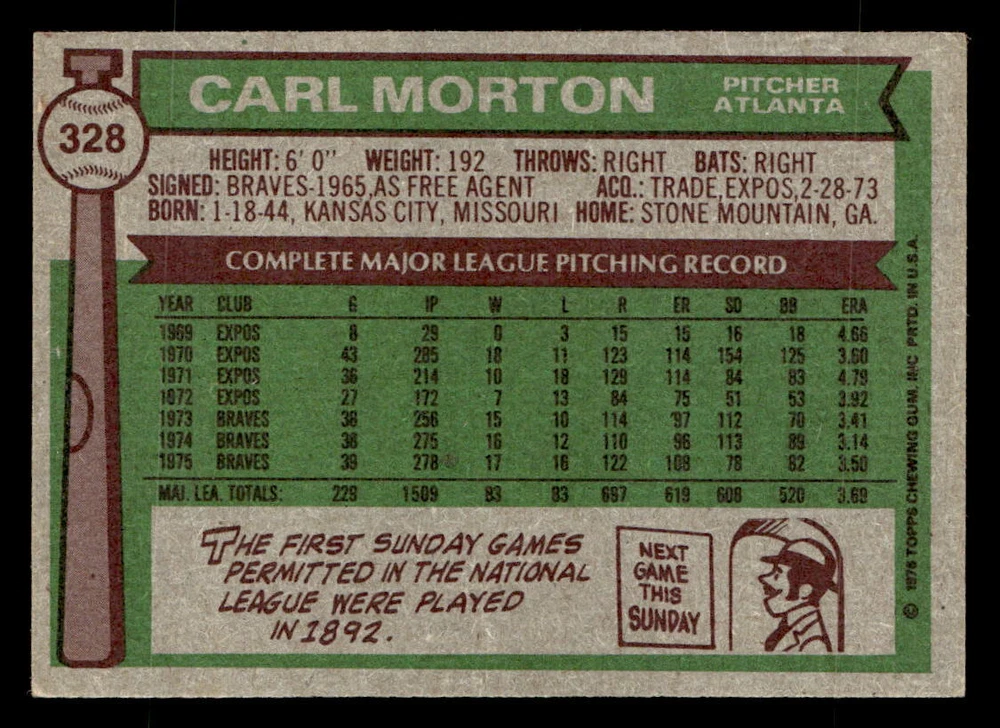 328
CARL MORTON
PITCHER
ATLANTA
HEIGHT: 6' 0" WEIGHT: 192 THROWS: RIGHT BATS: RIGHT
SIGNED: BRAVES-1965,AS FREE AGENT ACQ.: TRADE,EXPOS,2-28-73
BORN: 1-18-44, KANSAS CITY, MISSOURI HOME: STONE MOUNTAIN, GA.
COMPLETE MAJOR LEAGUE PITCHING RECORD
YEAR CLUB G IP W L R ER SO BB ERA
1969 EXPOS 8 29 0 3 15 15 16 18 4.66
1970 EXPOS 43 285 18 11 123 114 154 125 3.60
1971 EXPOS 36 214 10 18 129 114 84 83 4.79
1972 EXPOS 27 172 7 13 84 75 51 53 3.92
1973 BRAVES 38 256 15 10 114 97 112 70 3.41
1974 BRAVES 38 275 16 12 110 96 113 89 3.14
1975 BRAVES 39 278 17 16 122 108 78 82 3.50
MAJ. LEA. TOTALS: 229 1509 83 83 697 619 608 520 3.69
THE FIRST SUNDAY GAMES
PERMITTED IN THE NATIONAL
LEAGUE WERE PLAYED
IN 1892.
NEXT
GAME
THIS
SUNDAY
© 1976 TOPPS CHEWING GUM, INC PRTD. IN U.S.A.